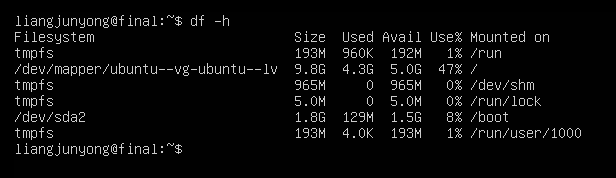 liangjunyong@final:~$ df -h
Filesystem                         Size  Used Avail Use% Mounted on
tmpfs                              193M  960K  192M   1% /run
/dev/mapper/ubuntu--vg-ubuntu--lv  9.8G  4.3G  5.0G  47% /
tmpfs                              965M     0  965M   0% /dev/shm
tmpfs                              5.0M     0  5.0M   0% /run/lock
/dev/sda2                          1.8G  129M  1.5G   8% /boot
tmpfs                              193M  4.0K  193M   1% /run/user/1000
liangjunyong@final:~$